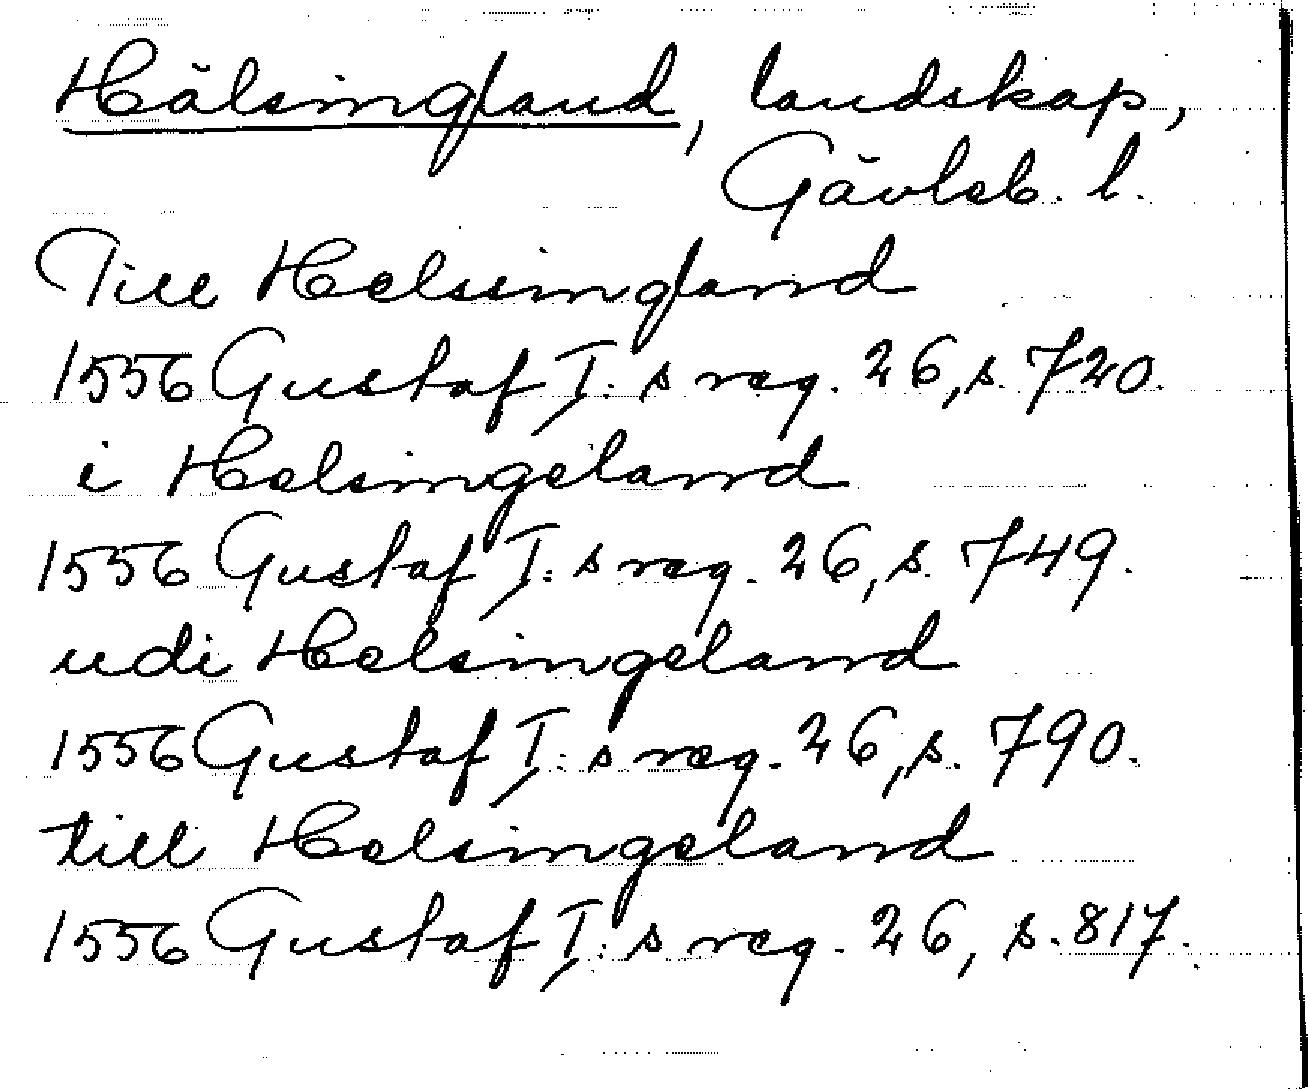 Hälsingland, landskap,
Gävleb. l.
Till Helsingland
1556 Gustaf I:s reg. 26, s. 720.
i Helsingeland
1556 Gustaf I:s reg. 26, s. 749.
udi Helsingeland
1556 Gustaf I:s reg. 26, s. 790.
till Helsingeland
1556 Gustaf I:s reg. 26, s. 817.